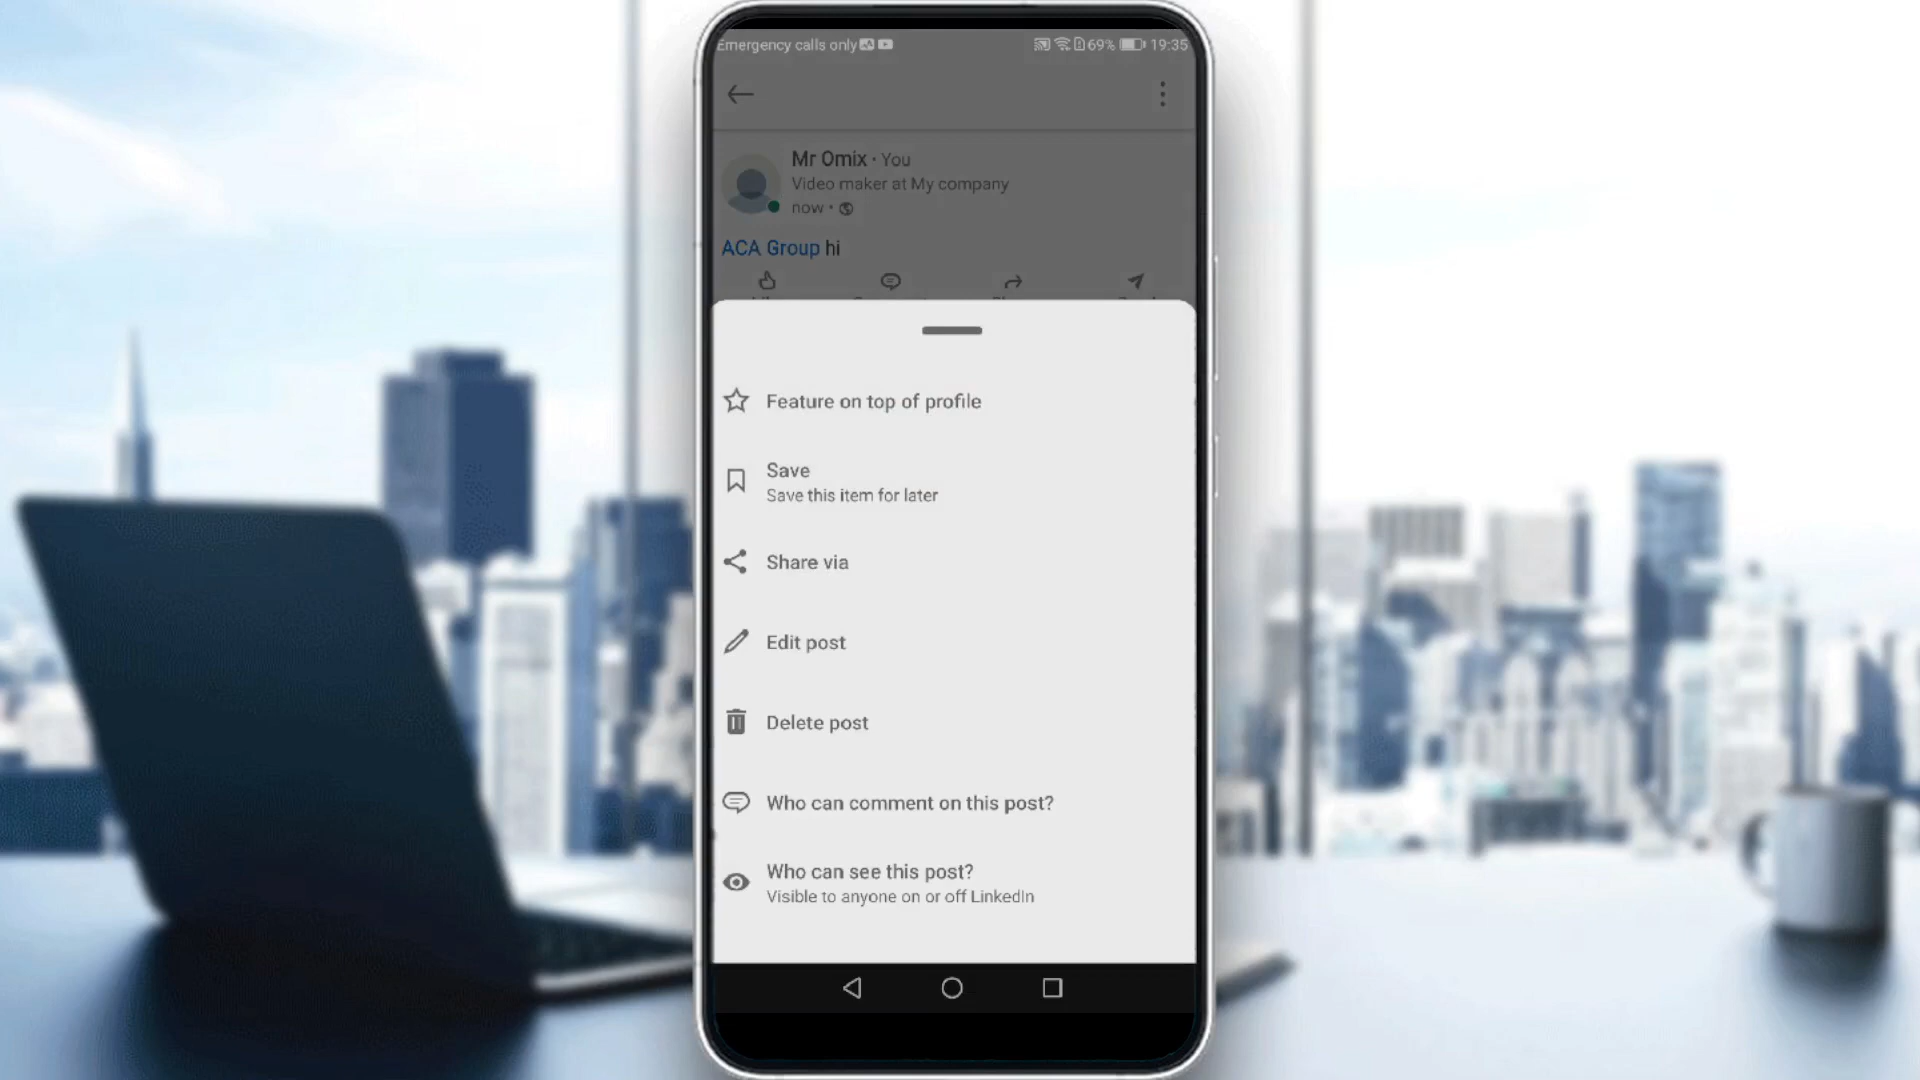 Emergency calls only 69% 19:35
Mr Omix · You
Video maker at My company
now ·
ACA Group hi
Feature on top of profile
Save
Save this item for later
Share via
Edit post
Delete post
Who can comment on this post?
Who can see this post?
Visible to anyone on or off LinkedIn